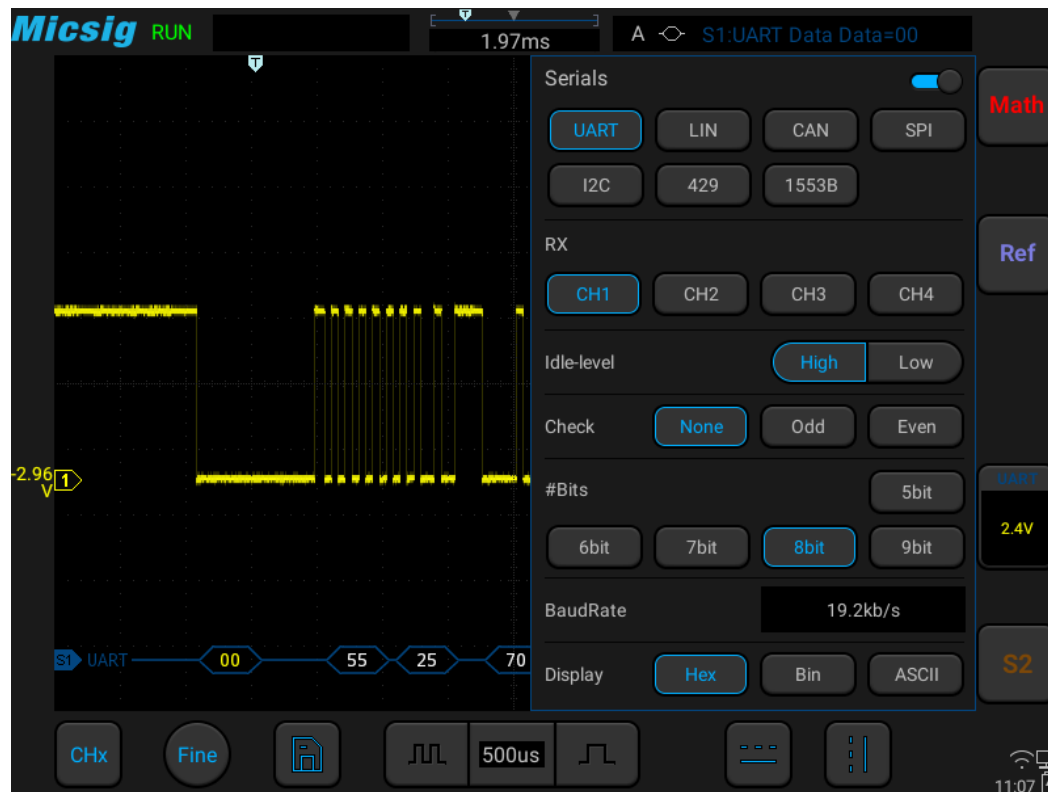 Micsig RUN
T
1.97ms
A S1:UART Data Data=00
T
Serials
Math
UART LIN CAN SPI
I2C 429 1553B
RX
Ref
CH1 CH2 CH3 CH4
Idle-level High Low
Check None Odd Even
-2.96
V 1
#Bits 5bit
UART
2.4V
6bit 7bit 8bit 9bit
BaudRate 19.2kb/s
S1 UART 00 55 25 70
Display Hex Bin ASCII
S2
CHx Fine 500us
11:07